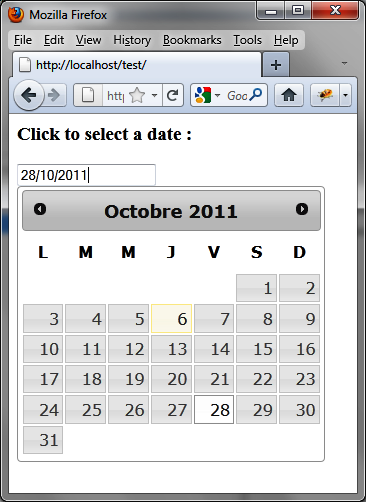 Mozilla Firefox
File Edit View History Bookmarks Tools Help
http://localhost/test/
Goo
Click to select a date :
28/10/2011
Octobre 2011
L M M J V S D
1 2
3 4 5 6 7 8 9
10 11 12 13 14 15 16
17 18 19 20 21 22 23
24 25 26 27 28 29 30
31